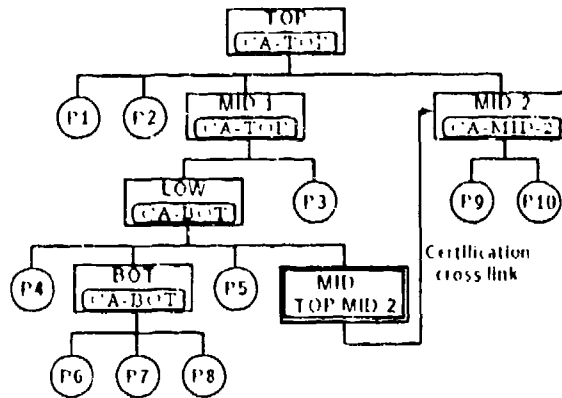 TOP
CA-TOP
P1
P2
MID 1
CA-TOP
MID 2
CA-MID-2
LOW
CA-BOT
P3
P9
P10
P4
BOT
CA-BOT
P5
MID
TOP MID 2
Certification
cross link
P6
P7
P8